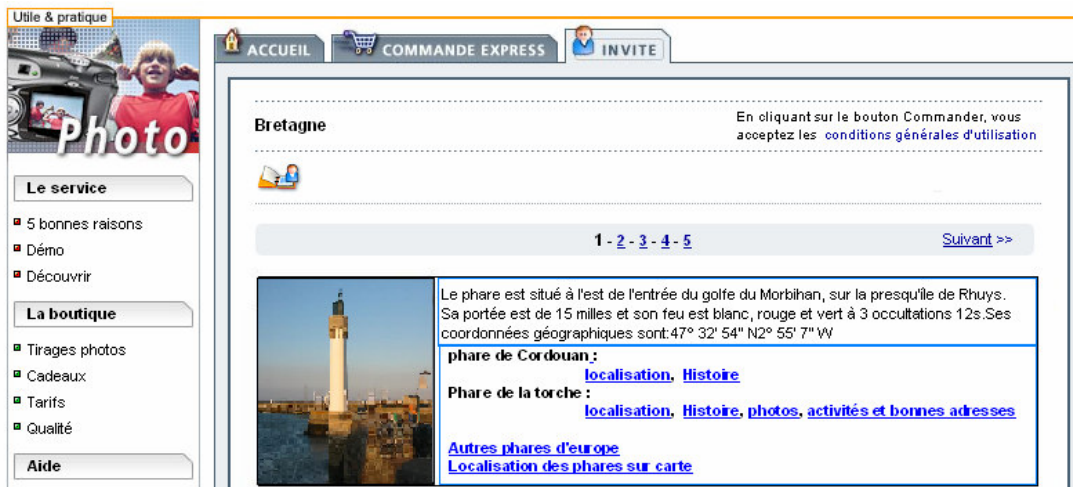 Utile & pratique
Photo
ACCUEIL
COMMANDE EXPRESS
INVITE
Le service
5 bonnes raisons
Démo
Découvrir
La boutique
Tirages photos
Cadeaux
Tarifs
Qualité
Aide
Bretagne
En cliquant sur le bouton Commander, vous
acceptez les conditions générales d'utilisation
1 - 2 - 3 - 4 - 5
Suivant >>
Le phare est situé à l'est de l'entrée du golfe du Morbihan, sur la presqu'île de Rhuys.
Sa portée est de 15 milles et son feu est blanc, rouge et vert à 3 occultations 12s.Ses
coordonnées géographiques sont:47° 32' 54" N2° 55' 7" W
phare de Cordouan :
localisation, Histoire
Phare de la torche :
localisation, Histoire, photos, activités et bonnes adresses
Autres phares d'europe
Localisation des phares sur carte